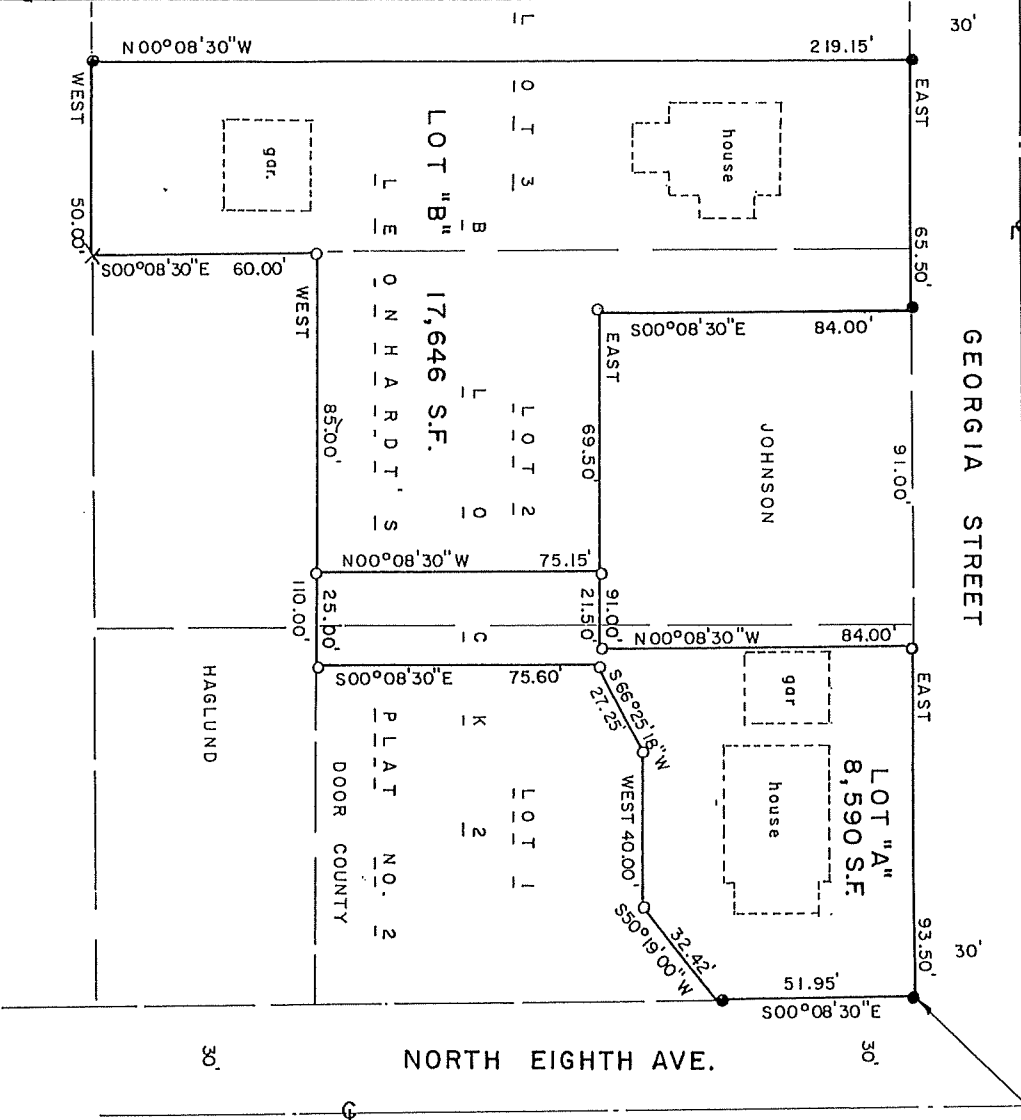 30'
N00°08'30"W
219.15'
WEST
50.00'
EAST
65.50'
house
gar.
LOT 3
LOT "B" 17,646 S.F.
S00°08'30"E 60.00'
WEST
85.00'
S00°08'30"E 84.00'
EAST
69.50'
JOHNSON
91.00'
GEORGIA STREET
LEONHARDT'S
PLAT NO. 2
BLOCK 2
LOT 2
N00°08'30"W 75.15'
91.00'
21.50'
25.00'
110.00'
N00°08'30"W 84.00'
S00°08'30"E 75.60'
S66°25'18"W
27.25'
WEST 40.00'
S50°19'00"W
32.42'
gar
house
LOT "A"
8,590 S.F.
EAST
93.50'
30'
LOT 1
HAGLUND
DOOR COUNTY
51.95'
S00°08'30"E
30'
NORTH EIGHTH AVE.
30'